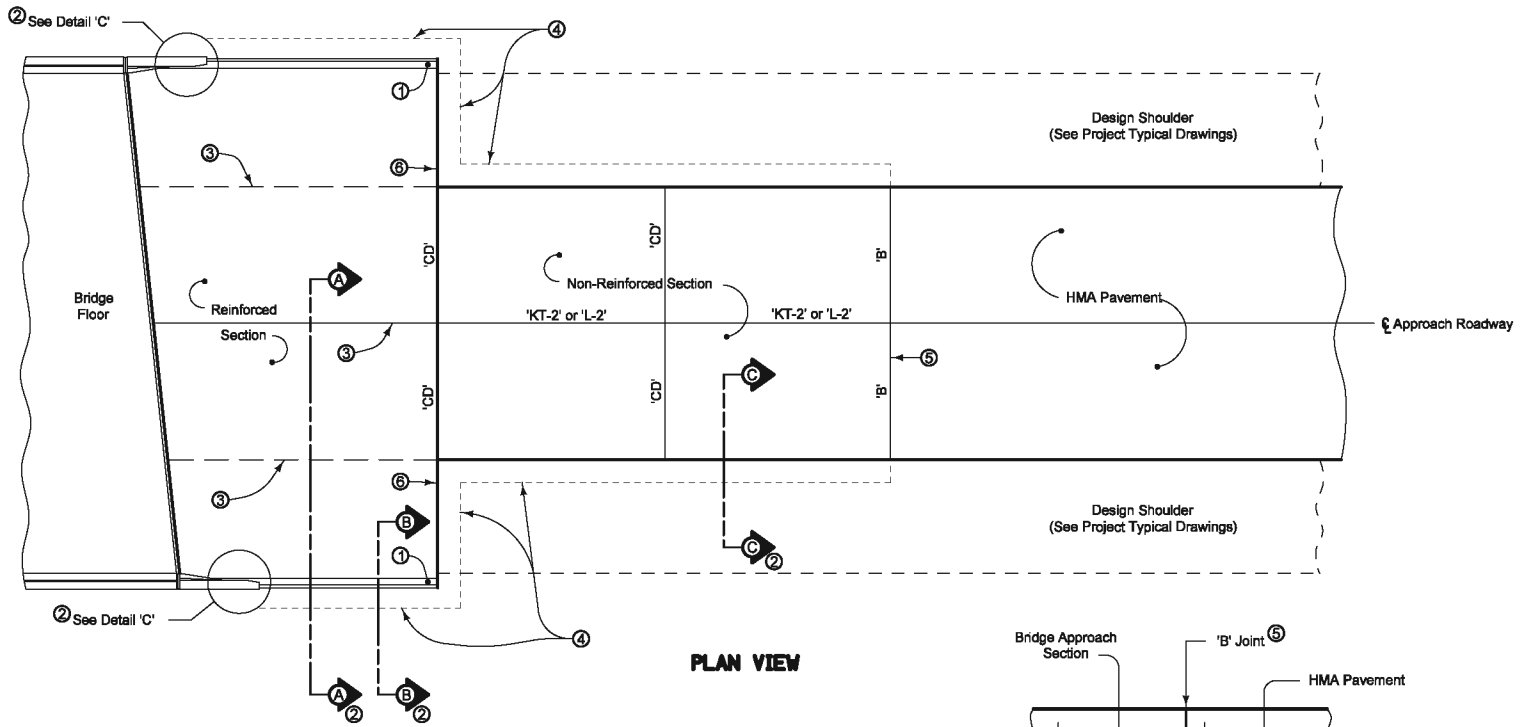 ② See Detail 'C'
④
①
Design Shoulder
(See Project Typical Drawings)
③
⑥
'CD'
'CD'
'B'
A
Bridge
Floor
Reinforced
Section
Non-Reinforced Section
HMA Pavement
'KT-2' or 'L-2'
'KT-2' or 'L-2'
℄ Approach Roadway
③
⑤
C
'CD'
'CD'
'B'
③
⑥
B
Design Shoulder
(See Project Typical Drawings)
C
②
①
② See Detail 'C'
④
PLAN VIEW
A
②
B
②
Bridge Approach
Section
'B' Joint ⑤
HMA Pavement